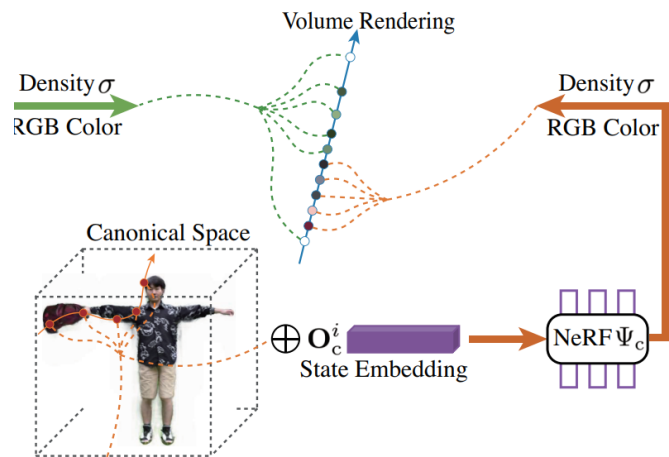 Volume Rendering
Density σ
RGB Color
Density σ
RGB Color
Canonical Space
⊕ O_c^i
State Embedding
NeRF Ψ_c